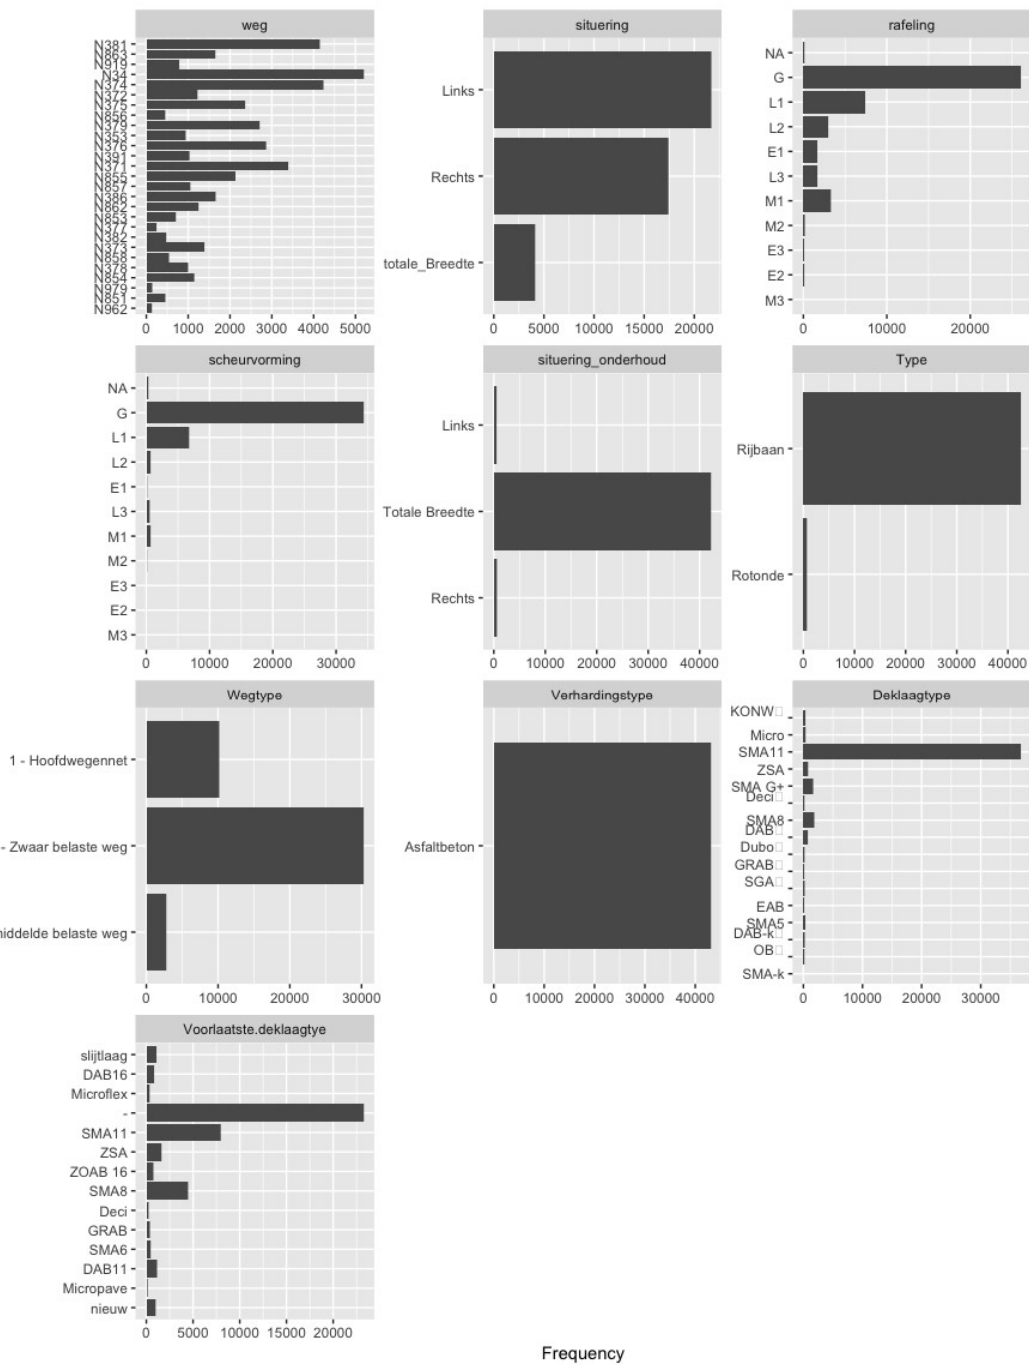 weg
N381
N863
N919
N34
N374
N372
N375
N856
N379
N353
N376
N391
N371
N855
N857
N386
N862
N853
N377
N382
N373
N858
N378
N854
N979
N851
N962
0 1000 2000 3000 4000 5000
situering
Links
Rechts
totale_Breedte
0 5000 10000 15000 20000
rafeling
NA
G
L1
L2
E1
L3
M1
M2
E3
E2
M3
0 10000 20000
scheurvorming
NA
G
L1
L2
E1
L3
M1
M2
E3
E2
M3
0 10000 20000 30000
situering_onderhoud
Links
Totale Breedte
Rechts
0 10000 20000 30000 40000
Type
Rijbaan
Rotonde
0 10000 20000 30000 40000
Wegtype
1 - Hoofdwegennet
- Zwaar belaste weg
niddelde belaste weg
0 10000 20000 30000
Verhardingstype
Asfaltbeton
0 10000 20000 30000 40000
Deklaagtype
KONW
Micro
SMA11
ZSA
SMA G+
Deci
SMA8
DAB
Dubo
GRAB
SGA
EAB
SMA5
DAB-k
OB
SMA-k
0 10000 20000 30000
Voorlaatste.deklaagtye
slijtlaag
DAB16
Microflex
-
SMA11
ZSA
ZOAB 16
SMA8
Deci
GRAB
SMA6
DAB11
Micropave
nieuw
0 5000 10000 15000 20000
Frequency